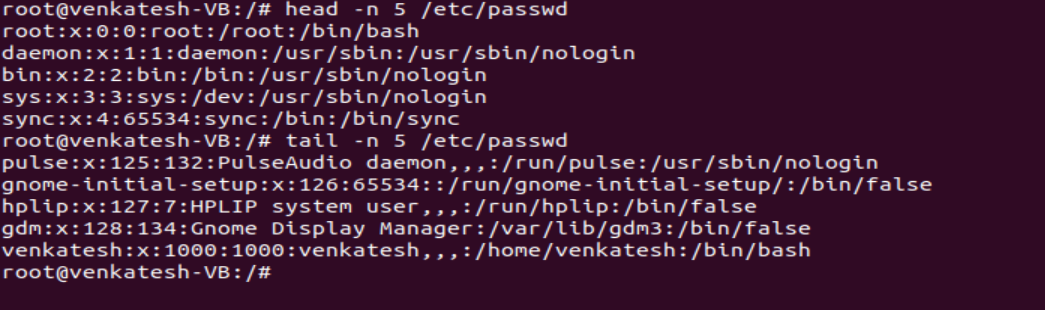 root@venkatesh-VB:/# head -n 5 /etc/passwd
root:x:0:0:root:/root:/bin/bash
daemon:x:1:1:daemon:/usr/sbin:/usr/sbin/nologin
bin:x:2:2:bin:/bin:/usr/sbin/nologin
sys:x:3:3:sys:/dev:/usr/sbin/nologin
sync:x:4:65534:sync:/bin:/bin/sync
root@venkatesh-VB:/# tail -n 5 /etc/passwd
pulse:x:125:132:PulseAudio daemon,,,:/run/pulse:/usr/sbin/nologin
gnome-initial-setup:x:126:65534::/run/gnome-initial-setup/:/bin/false
hplip:x:127:7:HPLIP system user,,,:/run/hplip:/bin/false
gdm:x:128:134:Gnome Display Manager:/var/lib/gdm3:/bin/false
venkatesh:x:1000:1000:venkatesh,,,:/home/venkatesh:/bin/bash
root@venkatesh-VB:/#